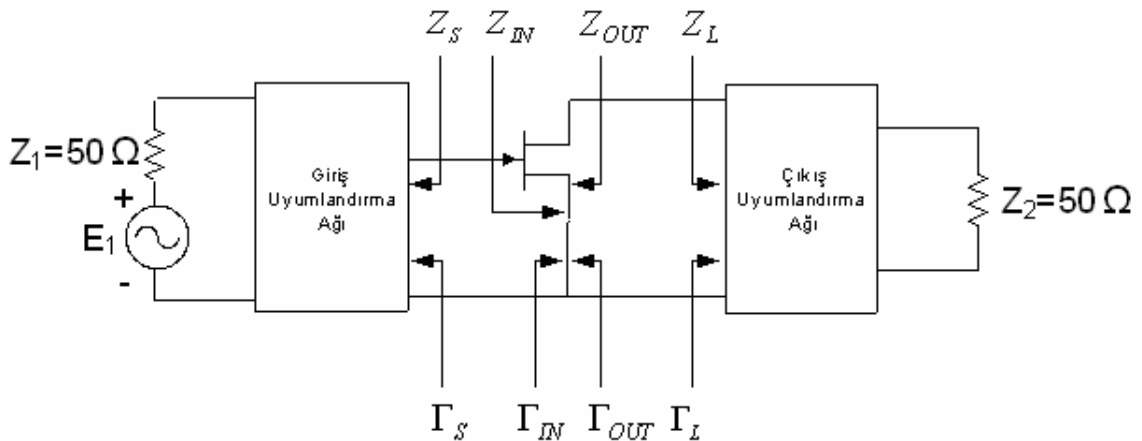 Z_S Z_IN Z_OUT Z_L
Z₁=50 Ω
+
E₁
-
Giriş
Uyumlandırma
Ağı
Çıkış
Uyumlandırma
Ağı
Z₂=50 Ω
Γ_S Γ_IN Γ_OUT Γ_L